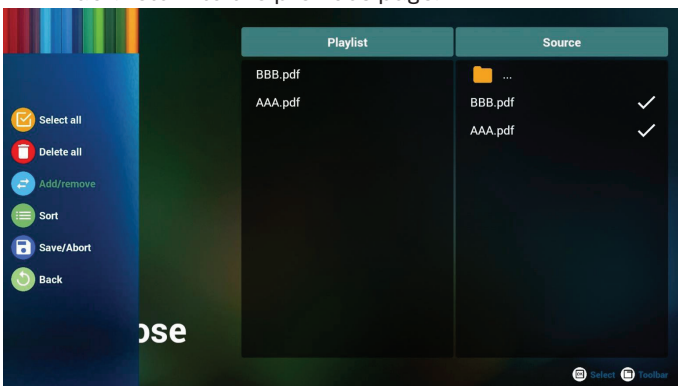 Playlist
Source
BBB.pdf
AAA.pdf
...
BBB.pdf
AAA.pdf
Select all
Delete all
Add/remove
Sort
Save/Abort
Back
ose
Select
Toolbar